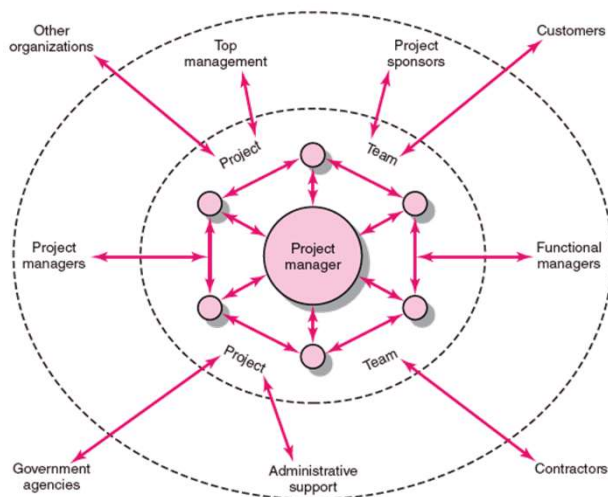 Other
organizations
Top
management
Project
sponsors
Customers
Project
Team
Project
managers
Project
manager
Functional
managers
Project
Team
Government
agencies
Administrative
support
Contractors